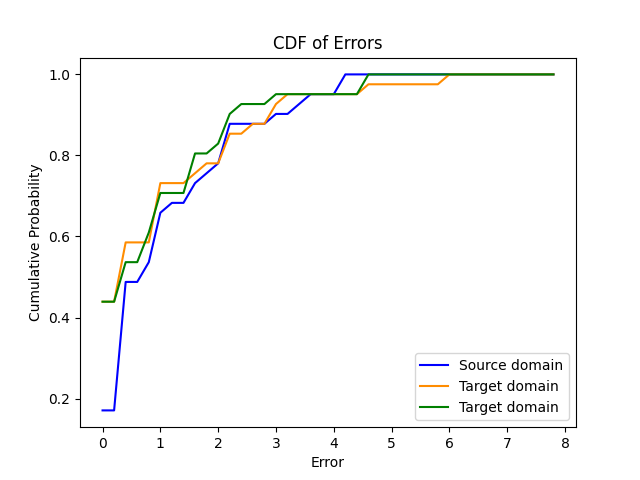 CDF of Errors
1.0
0.8
0.6
0.4
0.2
Cumulative Probability
Source domain
Target domain
Target domain
0 1 2 3 4 5 6 7 8
Error